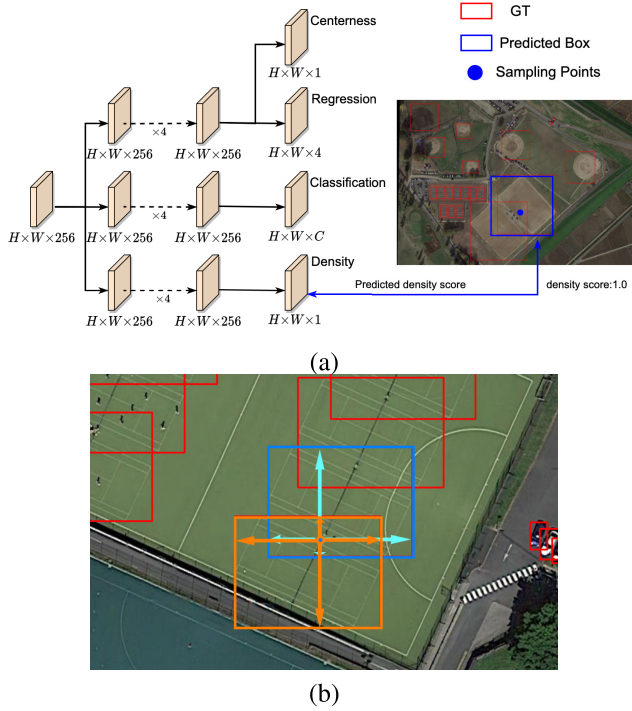 Centerness
H×W×1
Regression
×4
H×W×256
H×W×256
H×W×4
Classification
×4
H×W×256
H×W×256
H×W×256
H×W×C
Density
×4
H×W×256
H×W×256
H×W×1
GT
Predicted Box
Sampling Points
Predicted density score
density score:1.0
(a)
(b)